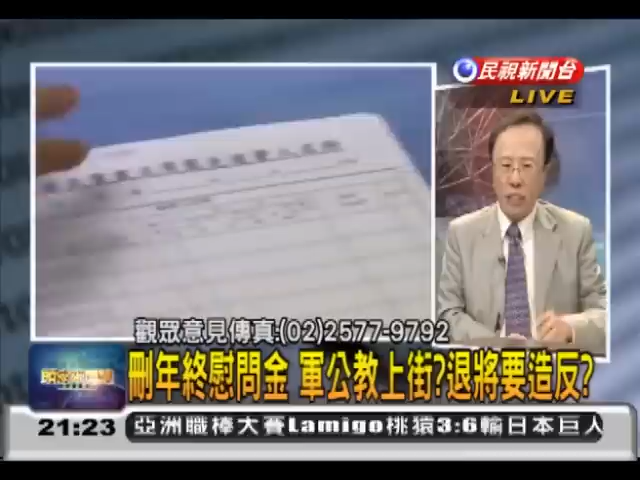 民視新聞台
LIVE
觀眾意見傳真:(02)2577-9792
刪年終慰問金 軍公教上街?退將要造反?
21:23
亞洲職棒大賽Lamigo桃猿3:6輸日本巨人